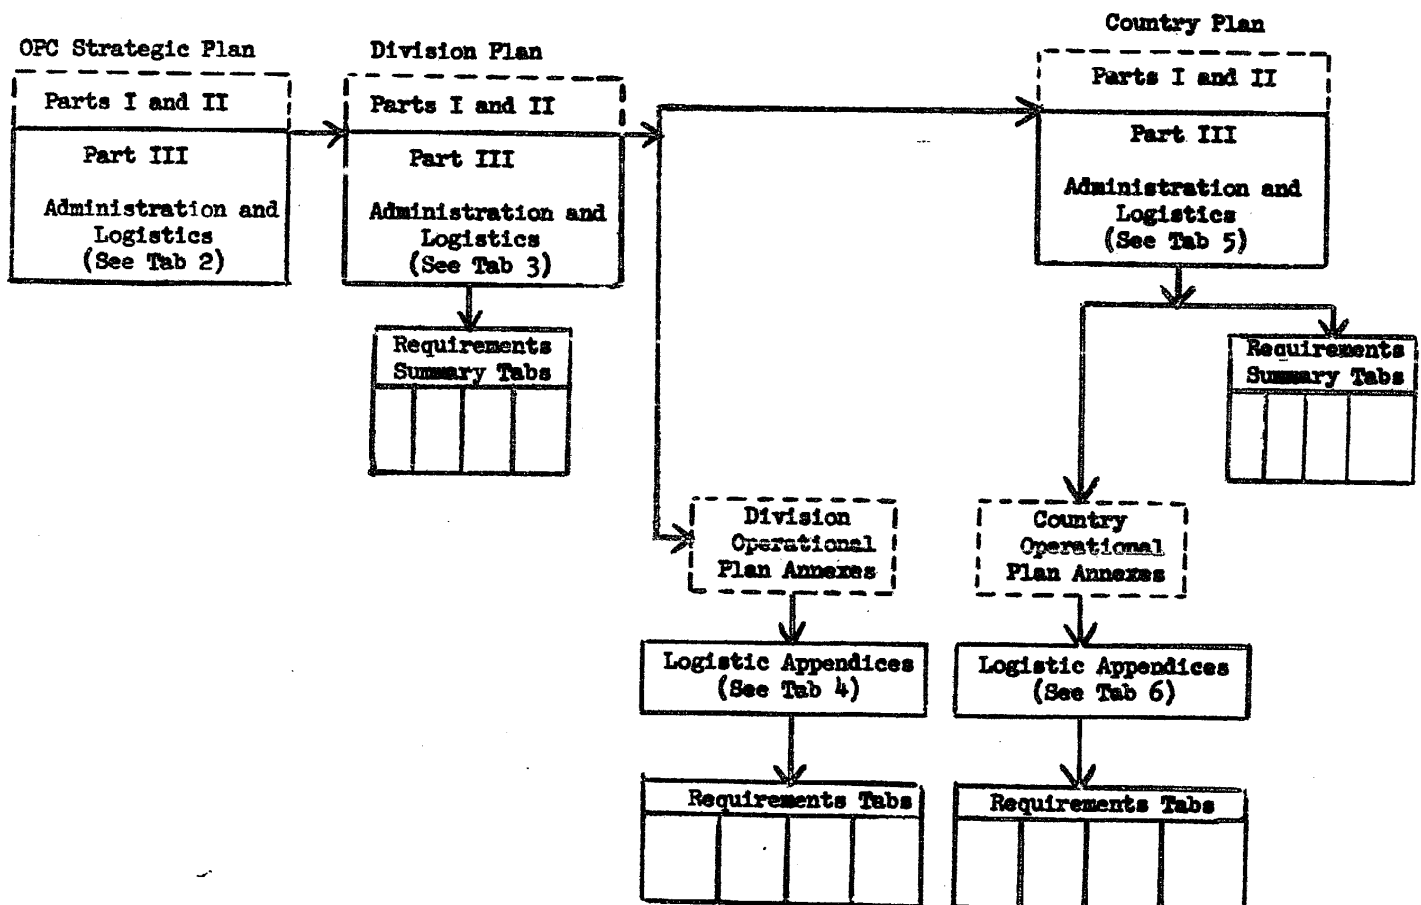 OPC Strategic Plan
Parts I and II
Part III
Administration and
Logistics
(See Tab 2)
Division Plan
Parts I and II
Part III
Administration and
Logistics
(See Tab 3)
Requirements
Summary Tabs
Country Plan
Parts I and II
Part III
Administration and
Logistics
(See Tab 5)
Requirements
Summary Tabs
Division
Operational
Plan Annexes
Logistic Appendices
(See Tab 4)
Requirements Tabs
Country
Operational
Plan Annexes
Logistic Appendices
(See Tab 6)
Requirements Tabs